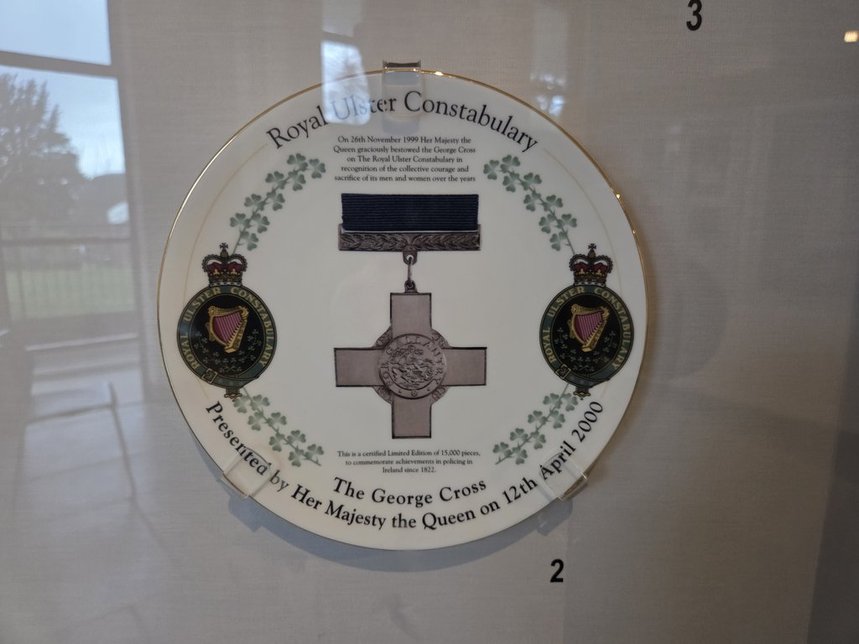 3
Royal Ulster Constabulary
On 26th November 1999 Her Majesty the
Queen graciously bestowed the George Cross
on The Royal Ulster Constabulary in
recognition of the collective courage and
sacrifice of its men and women over the years
ROYAL ULSTER CONSTABULARY
ROYAL ULSTER CONSTABULARY
FOR GALLANTRY
This is a certified Limited Edition of 15,000 pieces,
to commemorate achievements in policing in
Ireland since 1822.
The George Cross
Presented by Her Majesty the Queen on 12th April 2000
2